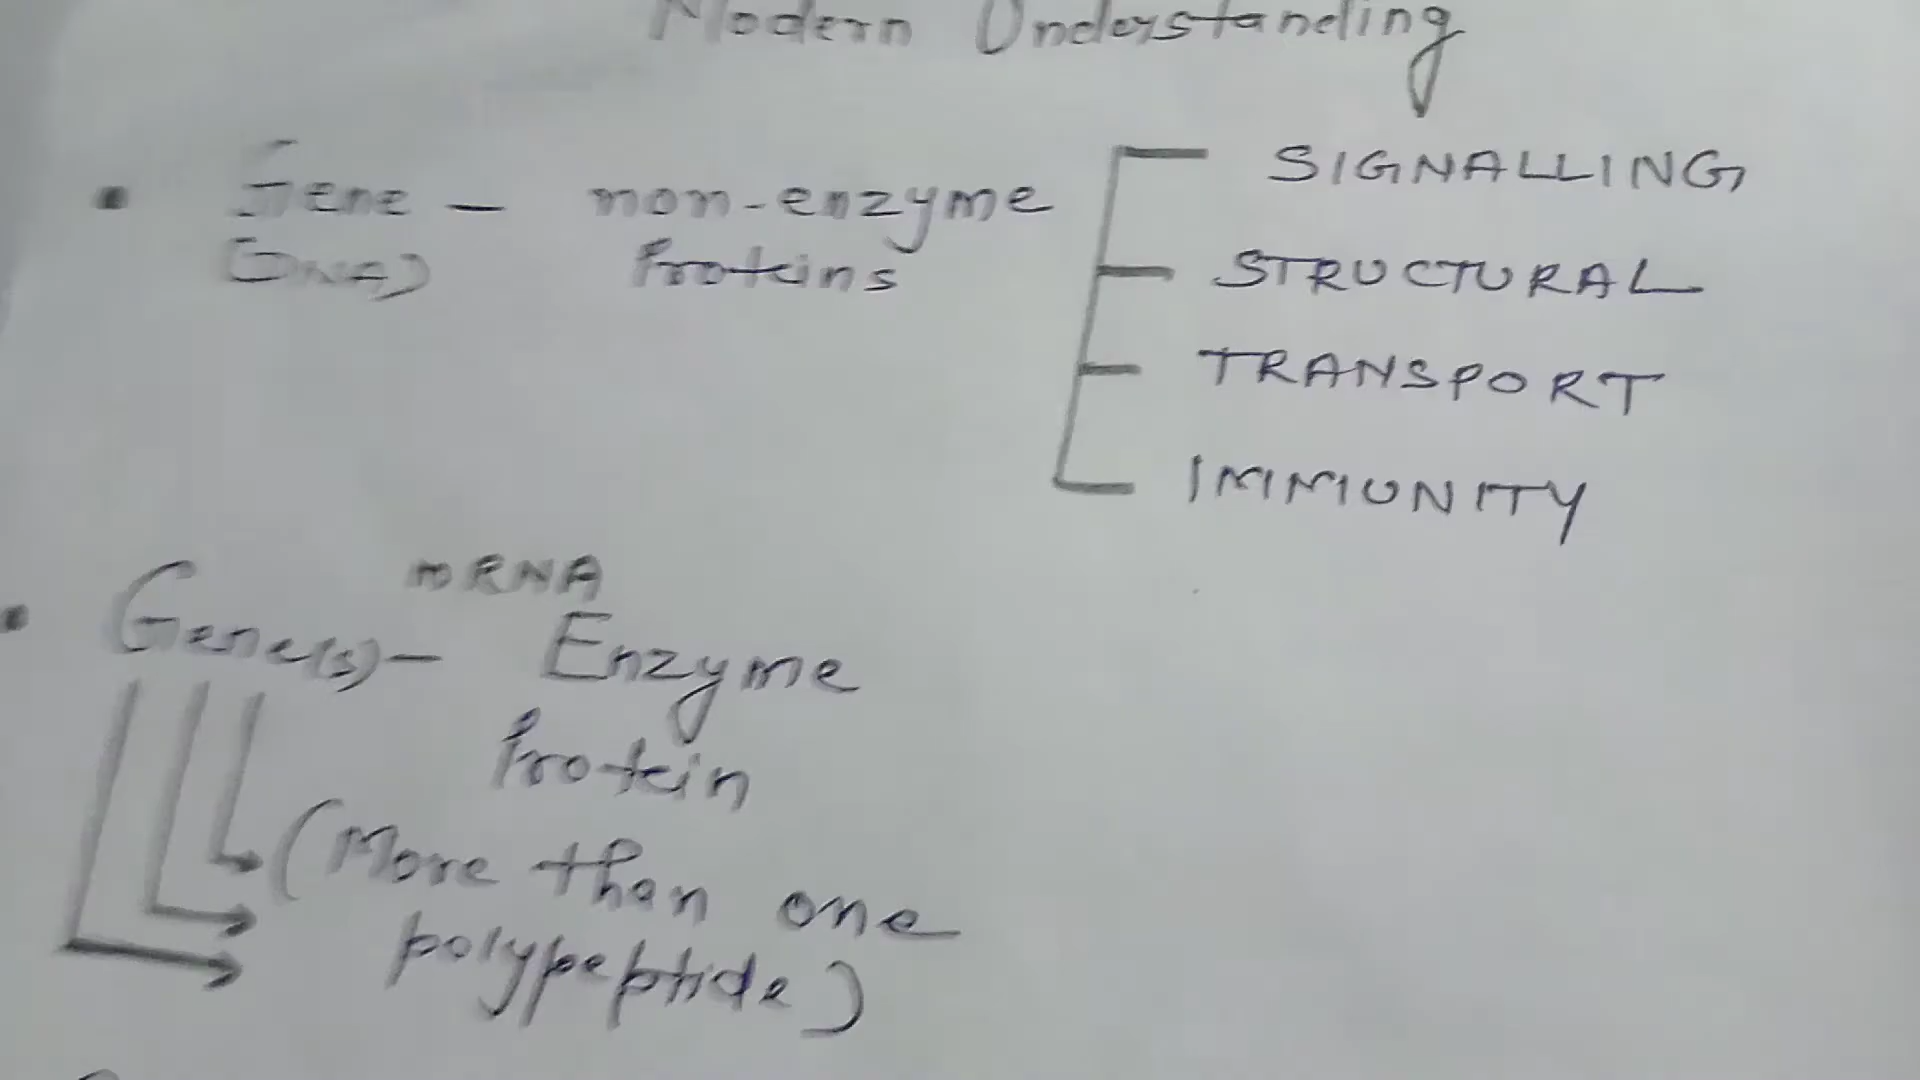 Modern Understanding
Gene - non-enzyme
(DNA) Proteins
SIGNALLING
STRUCTURAL
TRANSPORT
IMMUNITY
mRNA
Gene(s) - Enzyme
Protein
(More than one
polypeptide)